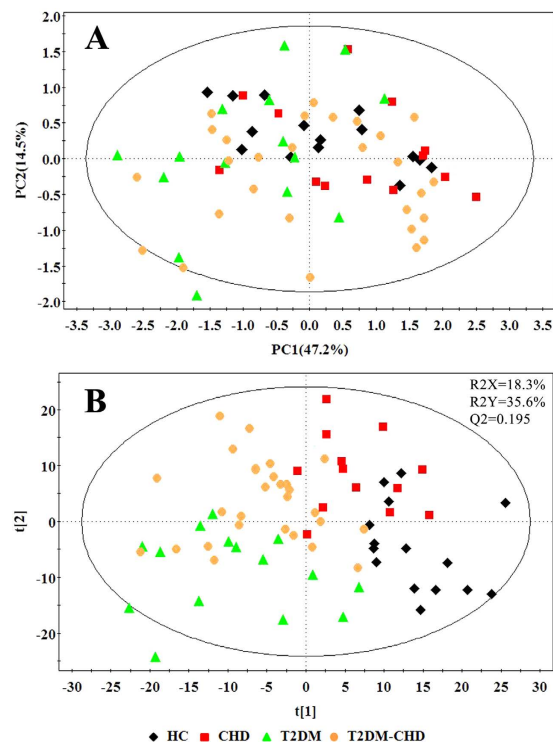 A
PC2(14.5%)
2.0
1.5
1.0
0.5
0.0
-0.5
-1.0
-1.5
-2.0
-3.5 -3.0 -2.5 -2.0 -1.5 -1.0 -0.5 0.0 0.5 1.0 1.5 2.0 2.5 3.0 3.5
PC1(47.2%)
B
R2X=18.3%
R2Y=35.6%
Q2=0.195
t[2]
20
10
0
-10
-20
-30 -25 -20 -15 -10 -5 0 5 10 15 20 25 30
t[1]
HC CHD T2DM T2DM-CHD